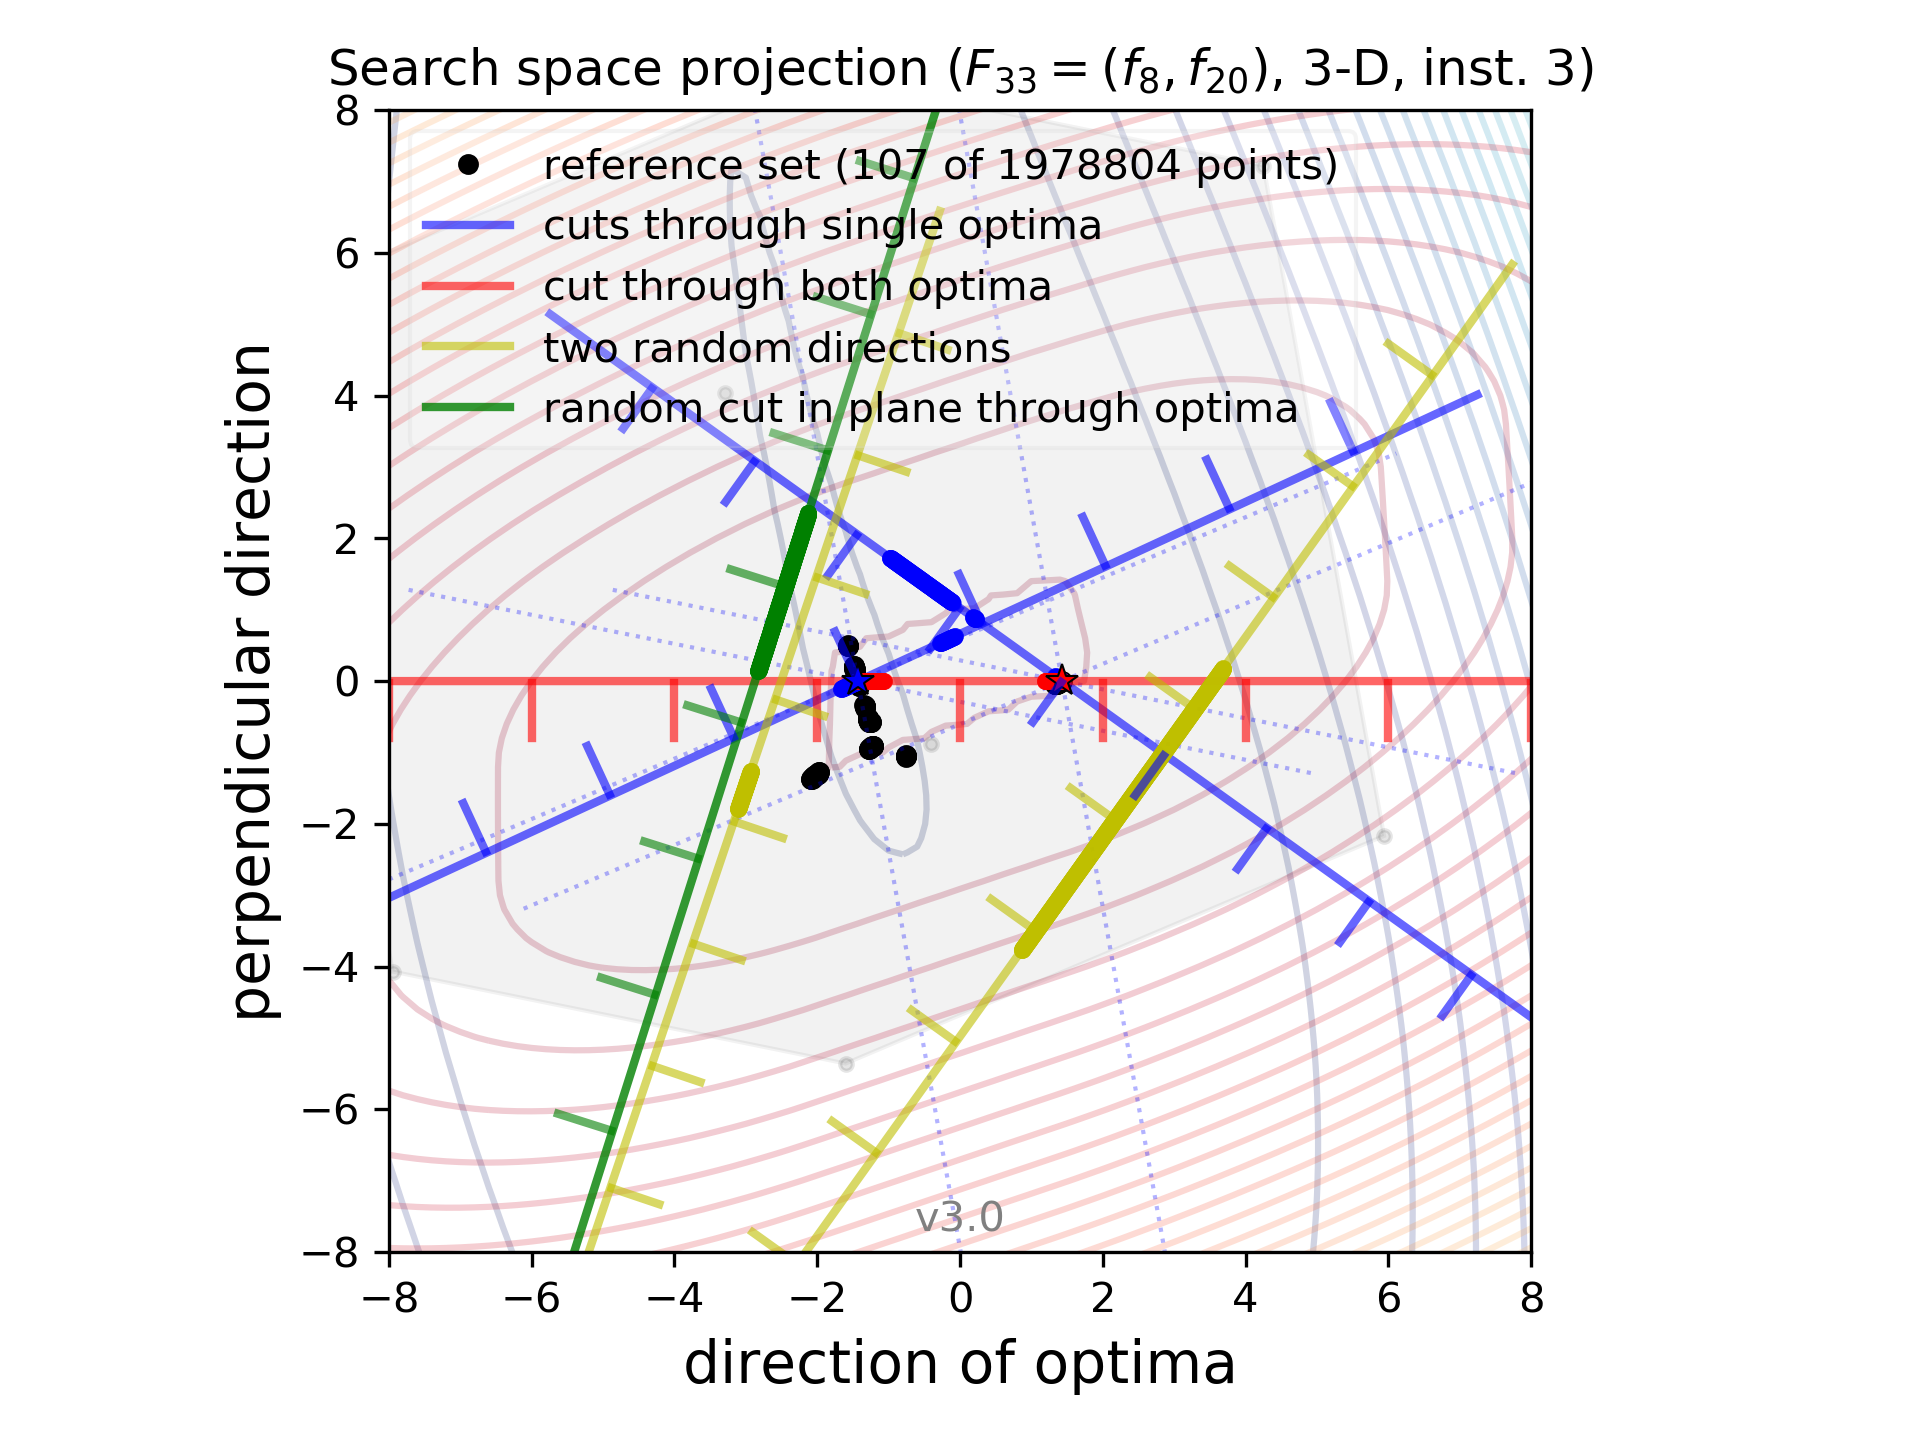 Search space projection (F33 = (f8, f20), 3-D, inst. 3)
8
6
4
2
0
−2
−4
−6
−8
perpendicular direction
reference set (107 of 1978804 points)
cuts through single optima
cut through both optima
two random directions
random cut in plane through optima
v3.0
−8 −6 −4 −2 0 2 4 6 8
direction of optima